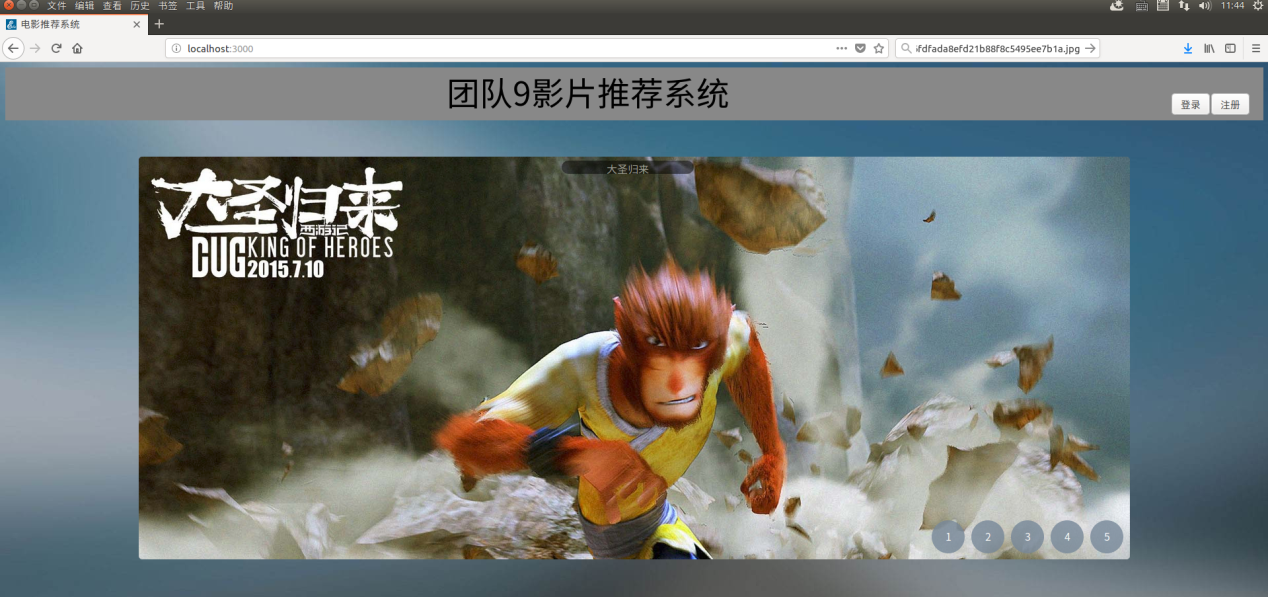 文件 编辑 查看 历史 书签 工具 帮助
11:44
电影推荐系统
localhost:3000
fdfada8efd21b88f8c5495ee7b1a.jpg
团队9影片推荐系统
登录 注册
大圣归来
大圣归来
西游记
CUG KING OF HEROES
2015.7.10
1 2 3 4 5